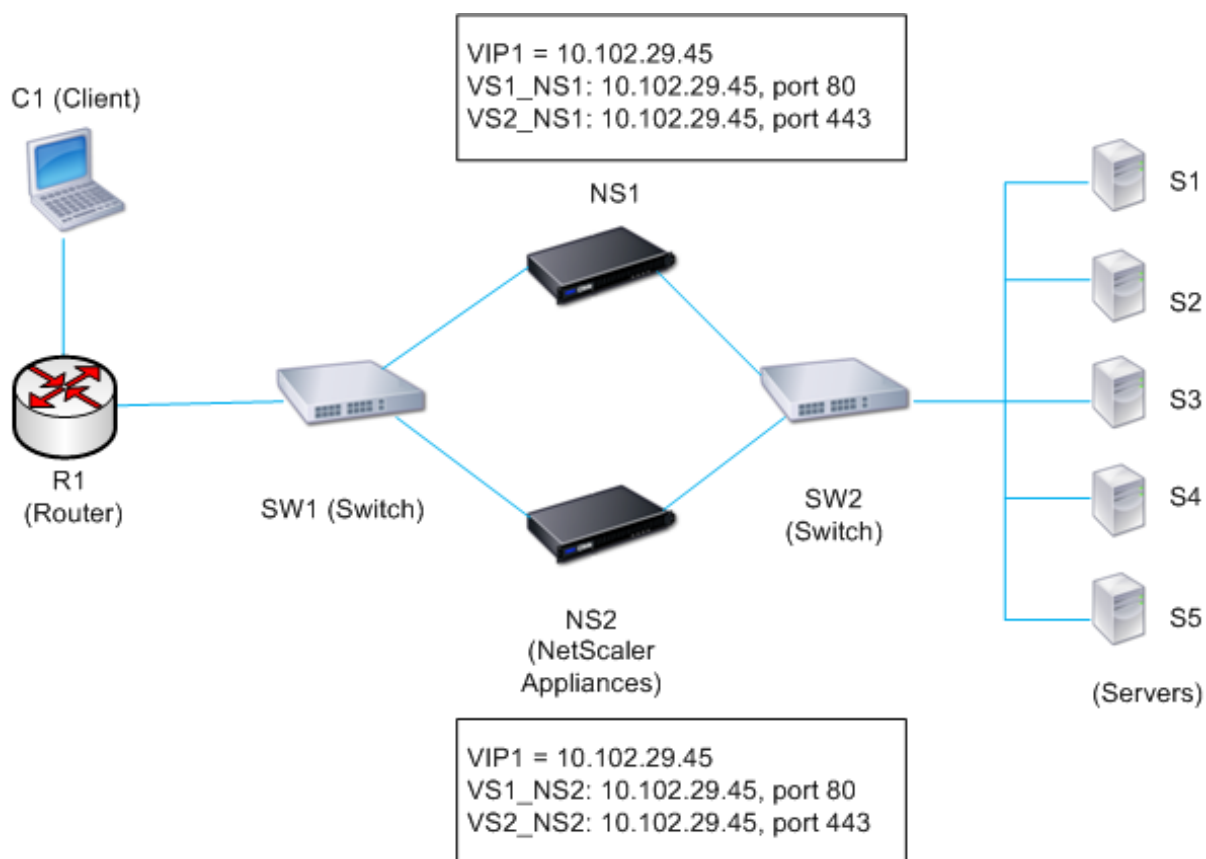 VIP1 = 10.102.29.45
VS1_NS1: 10.102.29.45, port 80
VS2_NS1: 10.102.29.45, port 443
C1 (Client)
NS1
S1
S2
S3
S4
S5
(Servers)
R1
(Router)
SW1 (Switch)
SW2
(Switch)
NS2
(NetScaler
Appliances)
VIP1 = 10.102.29.45
VS1_NS2: 10.102.29.45, port 80
VS2_NS2: 10.102.29.45, port 443